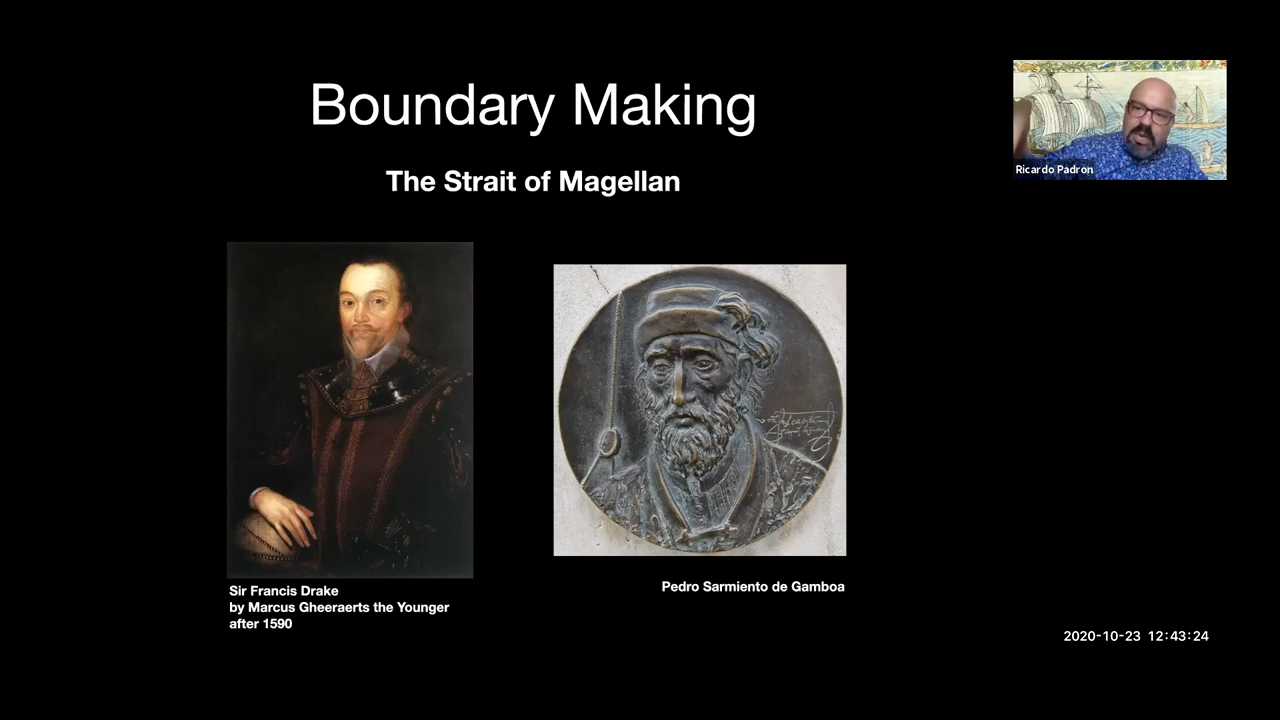 Boundary Making
The Strait of Magellan
Ricardo Padron
Sir Francis Drake
by Marcus Gheeraerts the Younger
after 1590
Pedro Sarmiento de Gamboa
2020-10-23 12:43:24